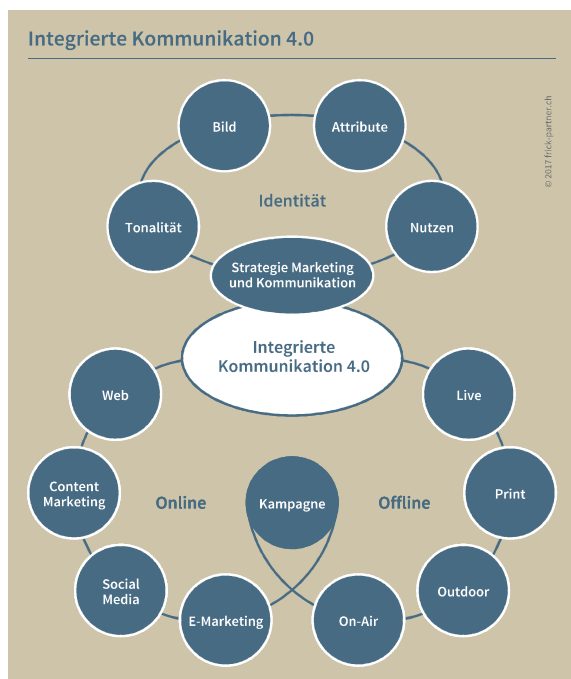 Integrierte Kommunikation 4.0
© 2017 frick-partner.ch
Bild
Attribute
Identität
Tonalität
Nutzen
Strategie Marketing
und Kommunikation
Integrierte
Kommunikation 4.0
Web
Live
Content
Marketing
Online
Kampagne
Offline
Print
Social
Media
Outdoor
E-Marketing
On-Air